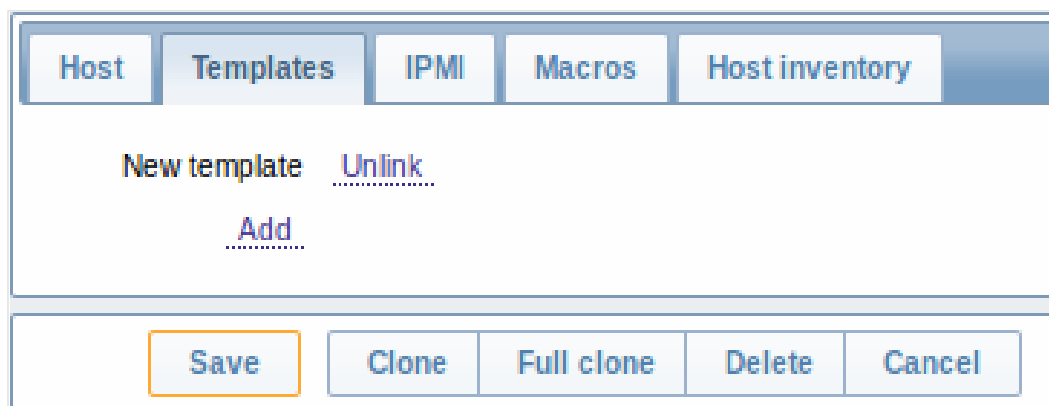 Host Templates IPMI Macros Host inventory
New template Unlink
Add
Save Clone Full clone Delete Cancel